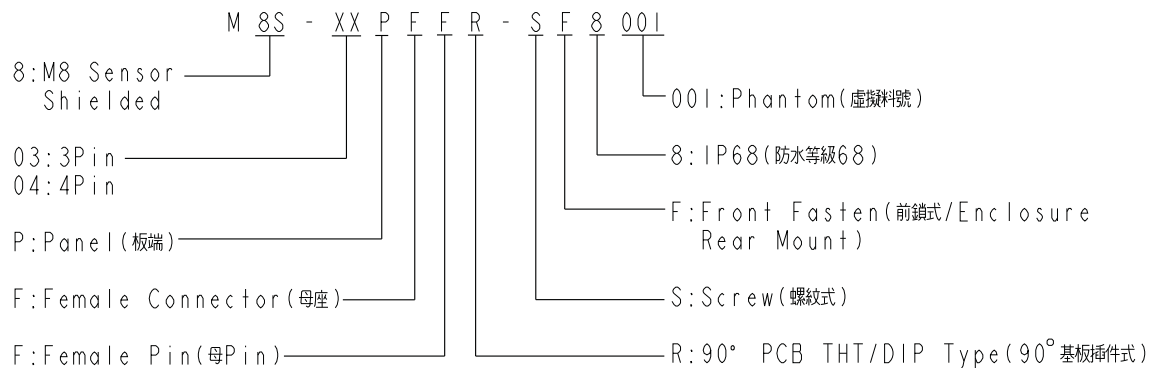 M 8S - XX P F F R - S F 8 001
8:M8 Sensor
Shielded
03:3Pin
04:4Pin
P:Panel(板端)
F:Female Connector(母座)
F:Female Pin(母Pin)
001:Phantom(虛擬料號)
8:IP68(防水等級68)
F:Front Fasten(前鎖式/Enclosure
Rear Mount)
S:Screw(螺紋式)
R:90° PCB THT/DIP Type(90°基板插件式)